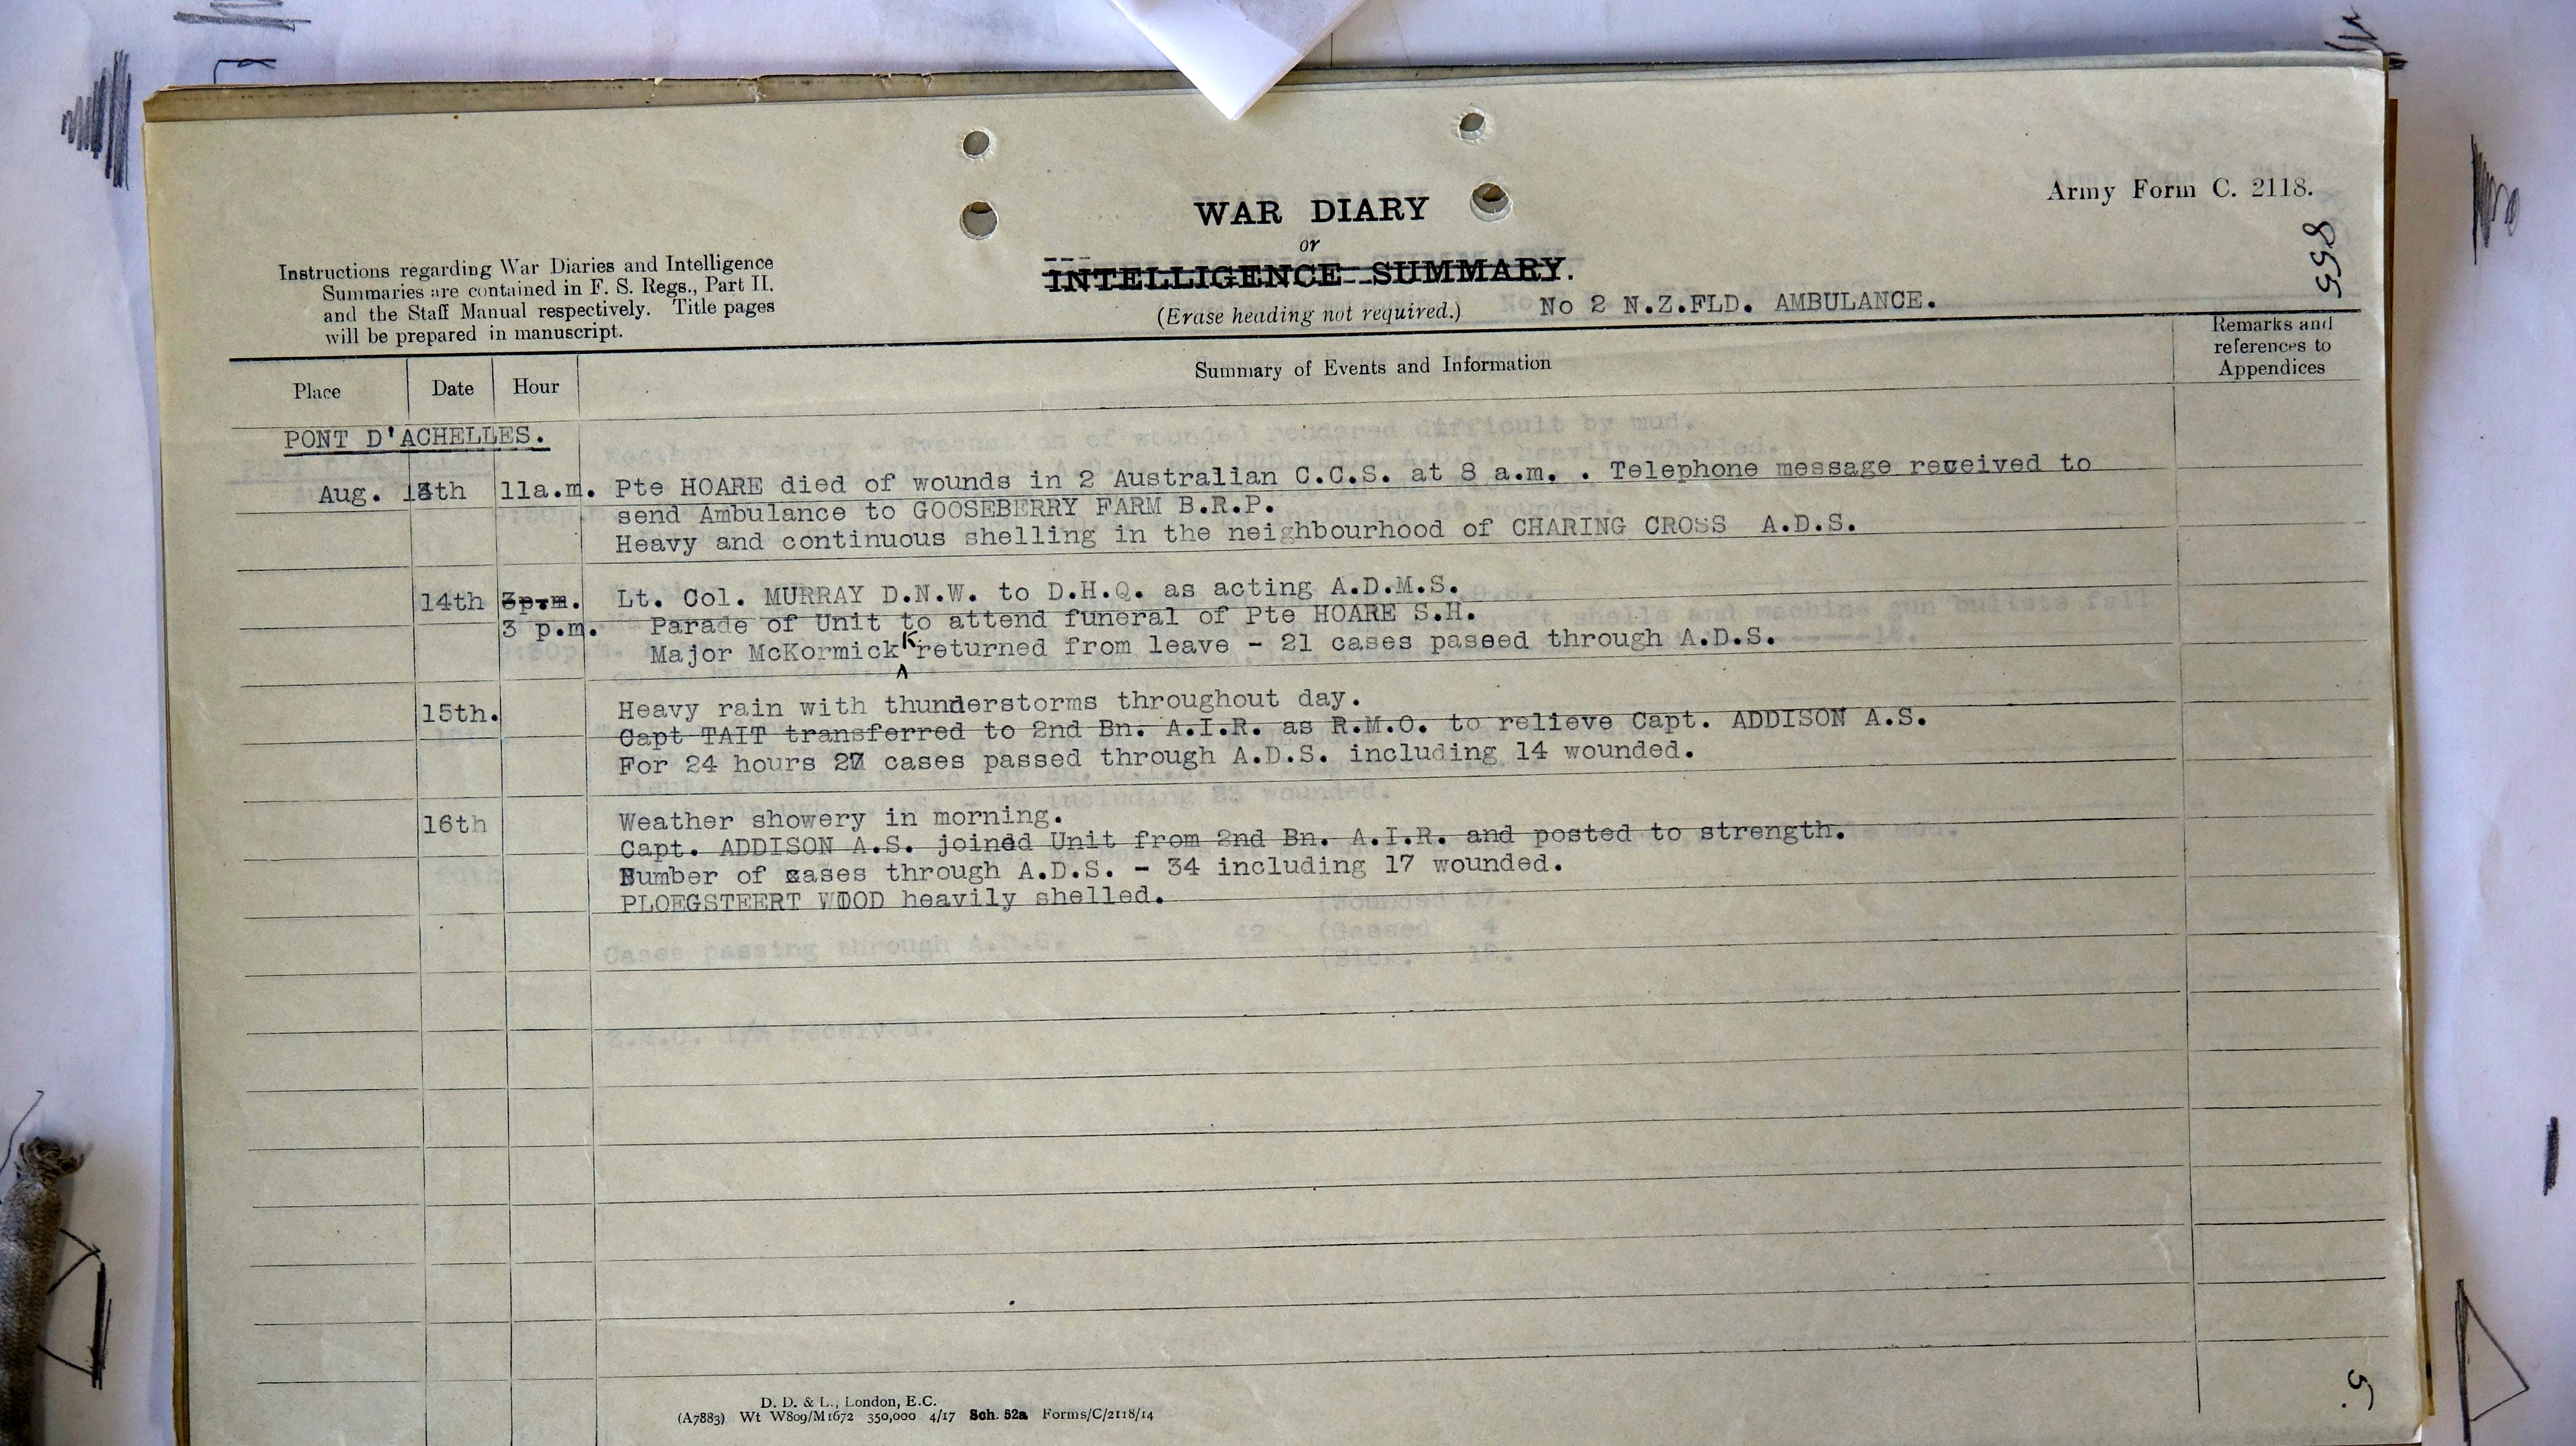 Army Form C. 2118.
855
WAR DIARY
or
INTELLIGENCE SUMMARY.
(Erase heading not required.)
No 2 N.Z.FLD. AMBULANCE.
Instructions regarding War Diaries and Intelligence
Summaries are contained in F. S. Regs., Part II.
and the Staff Manual respectively. Title pages
will be prepared in manuscript.
Place Date Hour Summary of Events and Information Remarks and
references to
Appendices
PONT D'ACHELLES.
Aug. 13th 11a.m. Pte HOARE died of wounds in 2 Australian C.C.S. at 8 a.m. . Telephone message received to
send Ambulance to GOOSEBERRY FARM B.R.P.
Heavy and continuous shelling in the neighbourhood of CHARING CROSS A.D.S.
14th 3p.m. Lt. Col. MURRAY D.N.W. to D.H.Q. as acting A.D.M.S.
3 p.m. Parade of Unit to attend funeral of Pte HOARE S.H.
Major McKormick K returned from leave - 21 cases passed through A.D.S.
15th. Heavy rain with thunderstorms throughout day.
Capt TAIT transferred to 2nd Bn. A.I.R. as R.M.O. to relieve Capt. ADDISON A.S.
For 24 hours 27 cases passed through A.D.S. including 14 wounded.
16th Weather showery in morning.
Capt. ADDISON A.S. joined Unit from 2nd Bn. A.I.R. and posted to strength.
Number of cases through A.D.S. - 34 including 17 wounded.
PLOEGSTEERT WOOD heavily shelled.
D. D. & L., London, E.C.
(A7883) Wt W809/M1672 350,000 4/17 Sch. 52a Forms/C/2118/14
5.